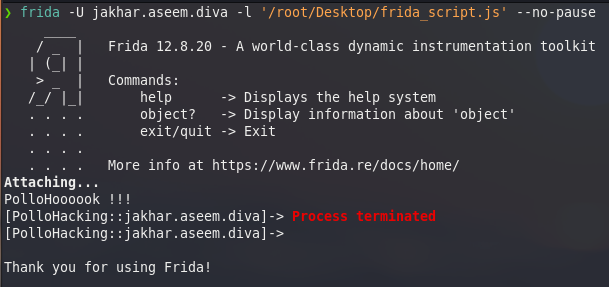 ❯ frida -U jakhar.aseem.diva -l '/root/Desktop/frida_script.js' --no-pause
     ____
    / _  |   Frida 12.8.20 - A world-class dynamic instrumentation toolkit
   | (_| |
    > _  |   Commands:
   /_/ |_|       help      -> Displays the help system
   . . . .       object?   -> Display information about 'object'
   . . . .       exit/quit -> Exit
   . . . .
   . . . .   More info at https://www.frida.re/docs/home/
Attaching...
PolloHoooook !!!
[PolloHacking::jakhar.aseem.diva]-> Process terminated
[PolloHacking::jakhar.aseem.diva]->
Thank you for using Frida!